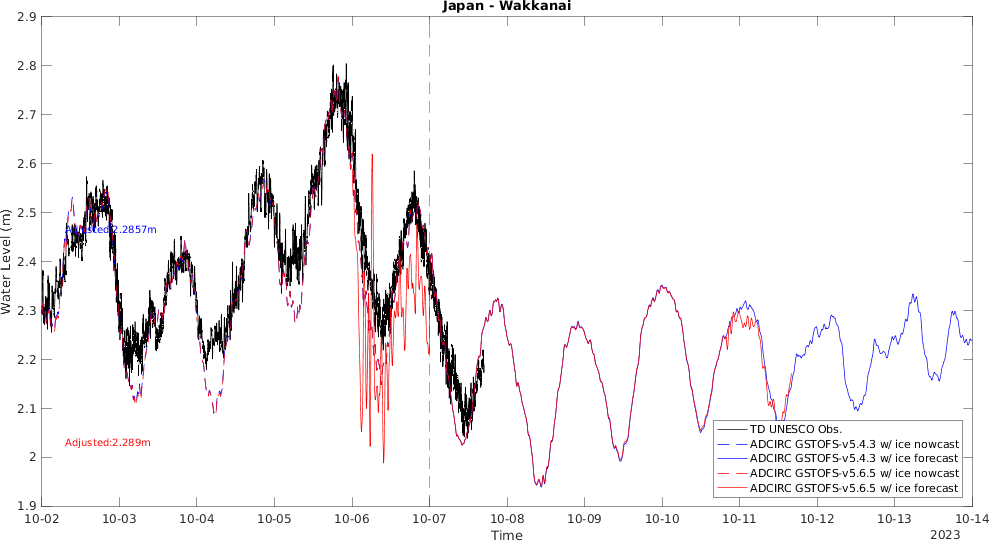 Japan - Wakkanai
2.9
2.8
2.7
2.6
2.5
2.4
2.3
2.2
2.1
2
1.9
Water Level (m)
Adjusted:2.2857m
Adjusted:2.289m
TD UNESCO Obs.
ADCIRC GSTOFS-v5.4.3 w/ ice nowcast
ADCIRC GSTOFS-v5.4.3 w/ ice forecast
ADCIRC GSTOFS-v5.6.5 w/ ice nowcast
ADCIRC GSTOFS-v5.6.5 w/ ice forecast
10-02 10-03 10-04 10-05 10-06 10-07 10-08 10-09 10-10 10-11 10-12 10-13 10-14
Time
2023